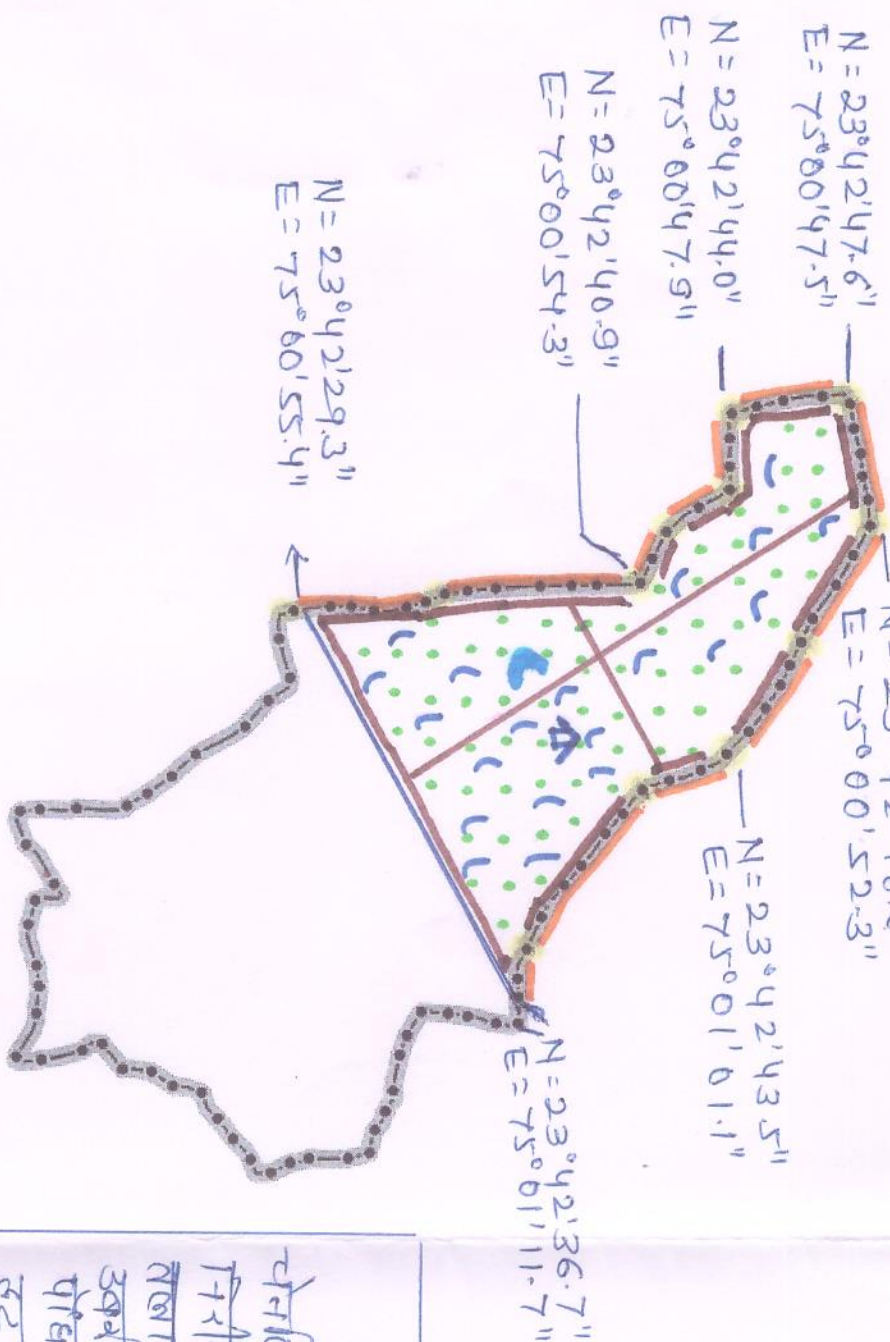 N = 23°42'47.6"
E = 75°00'47.5"
N = 23°42'44.0"
E = 75°00'47.9"
N = 23°42'40.9"
E = 75°00'54.3"
N = 23°42'29.3"
E = 75°00'55.4"
E = 75°00'52.3"
N = 23°42'43.5"
E = 75°01'01.1"
N = 23°42'36.7"
E = 75°01'11.7"